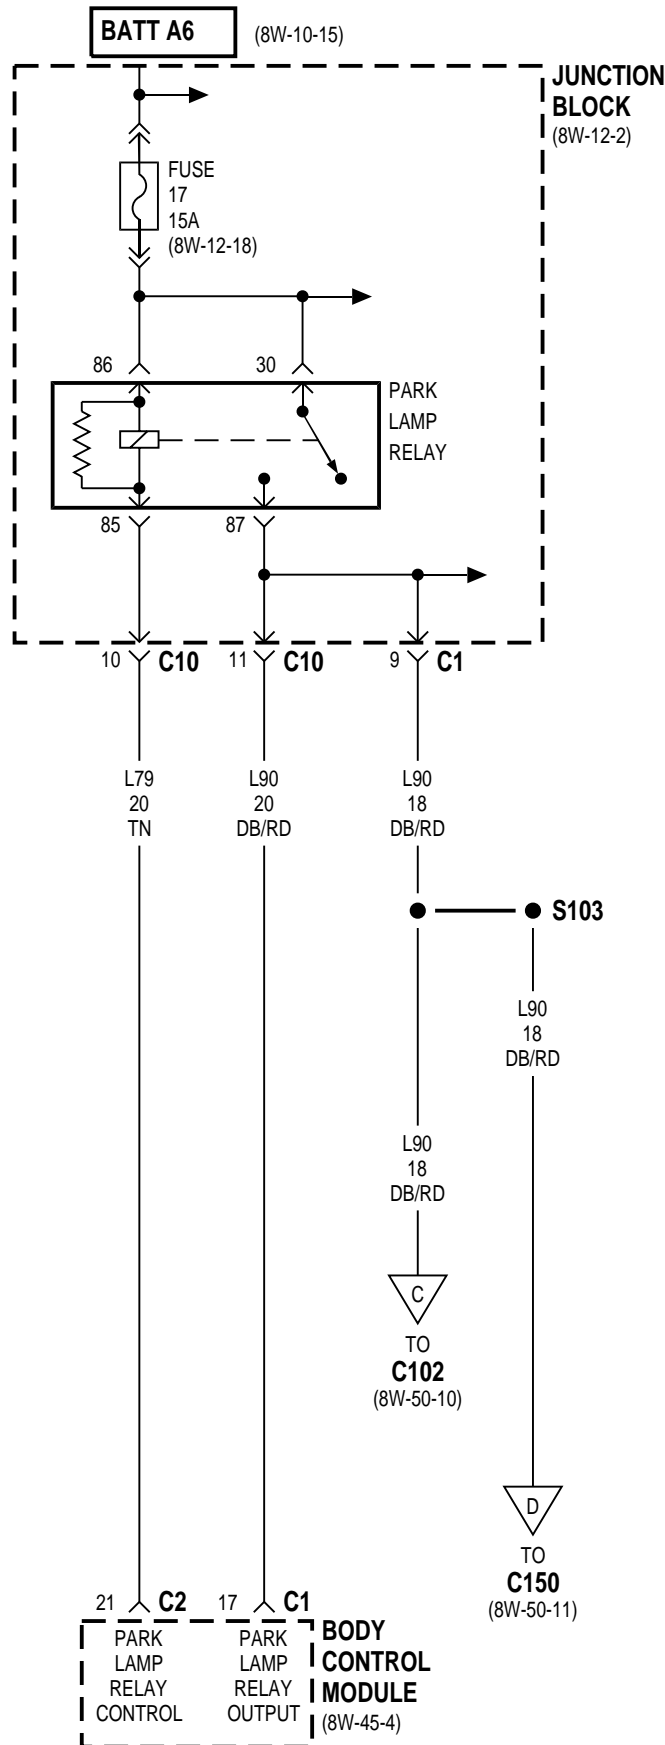 BATT A6
(8W-10-15)
JUNCTION
BLOCK
(8W-12-2)
FUSE
17
15A
(8W-12-18)
86
30
PARK
LAMP
RELAY
85
87
10 C10
11 C10
9 C1
L79
20
TN
L90
20
DB/RD
L90
18
DB/RD
S103
L90
18
DB/RD
L90
18
DB/RD
C
TO
C102
(8W-50-10)
D
TO
C150
(8W-50-11)
21 C2
17 C1
PARK
LAMP
RELAY
CONTROL
PARK
LAMP
RELAY
OUTPUT
BODY
CONTROL
MODULE
(8W-45-4)